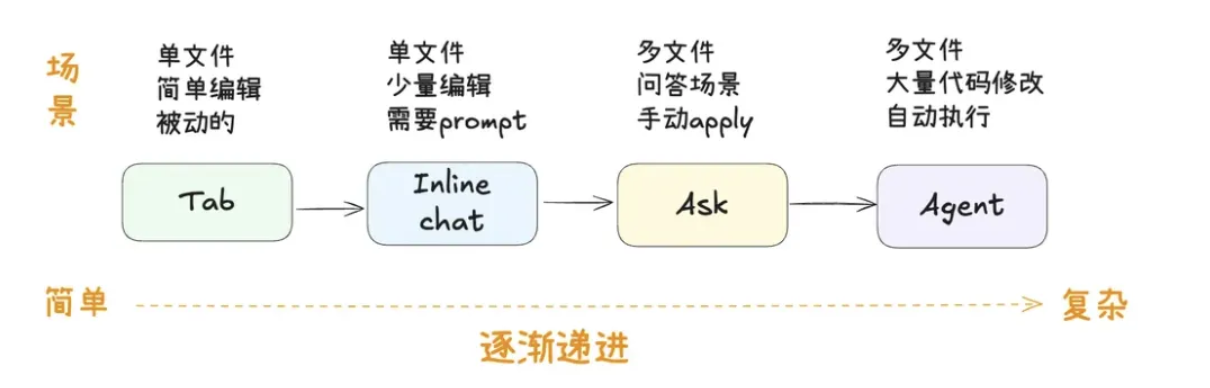 场
景
单文件
简单编辑
被动的
单文件
少量编辑
需要prompt
多文件
问答场景
手动apply
多文件
大量代码修改
自动执行
Tab
Inline
chat
Ask
Agent
简单
复杂
逐渐递进